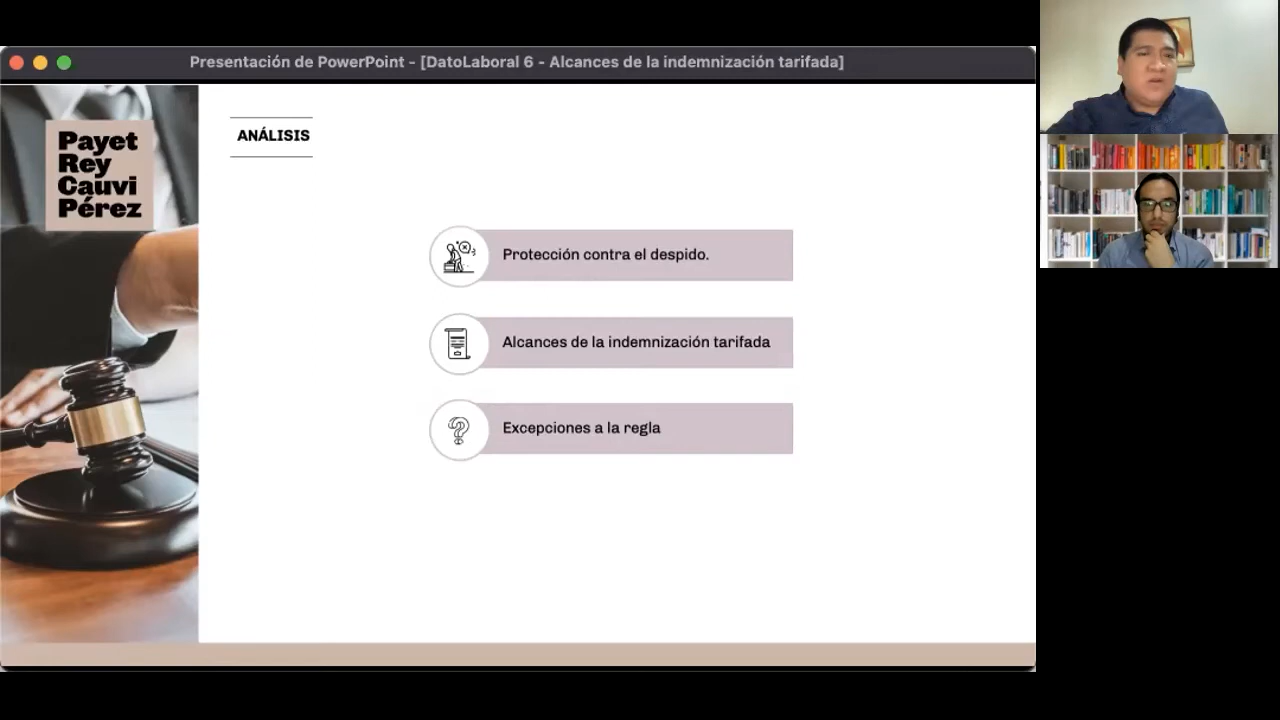 Presentación de PowerPoint - [DatoLaboral 6 - Alcances de la indemnización tarifada]
Payet
Rey
Cauvi
Pérez
ANÁLISIS
Protección contra el despido.
Alcances de la indemnización tarifada
Excepciones a la regla